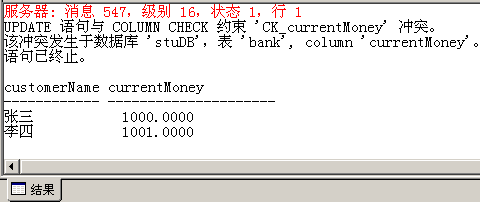 服务器: 消息 547，级别 16，状态 1，行 1
UPDATE 语句与 COLUMN CHECK 约束 'CK_currentMoney' 冲突。
该冲突发生于数据库 'stuDB'，表 'bank', column 'currentMoney'。
语句已终止。
customerName currentMoney
------------ ---------------------
张三 1000.0000
李四 1001.0000
结果